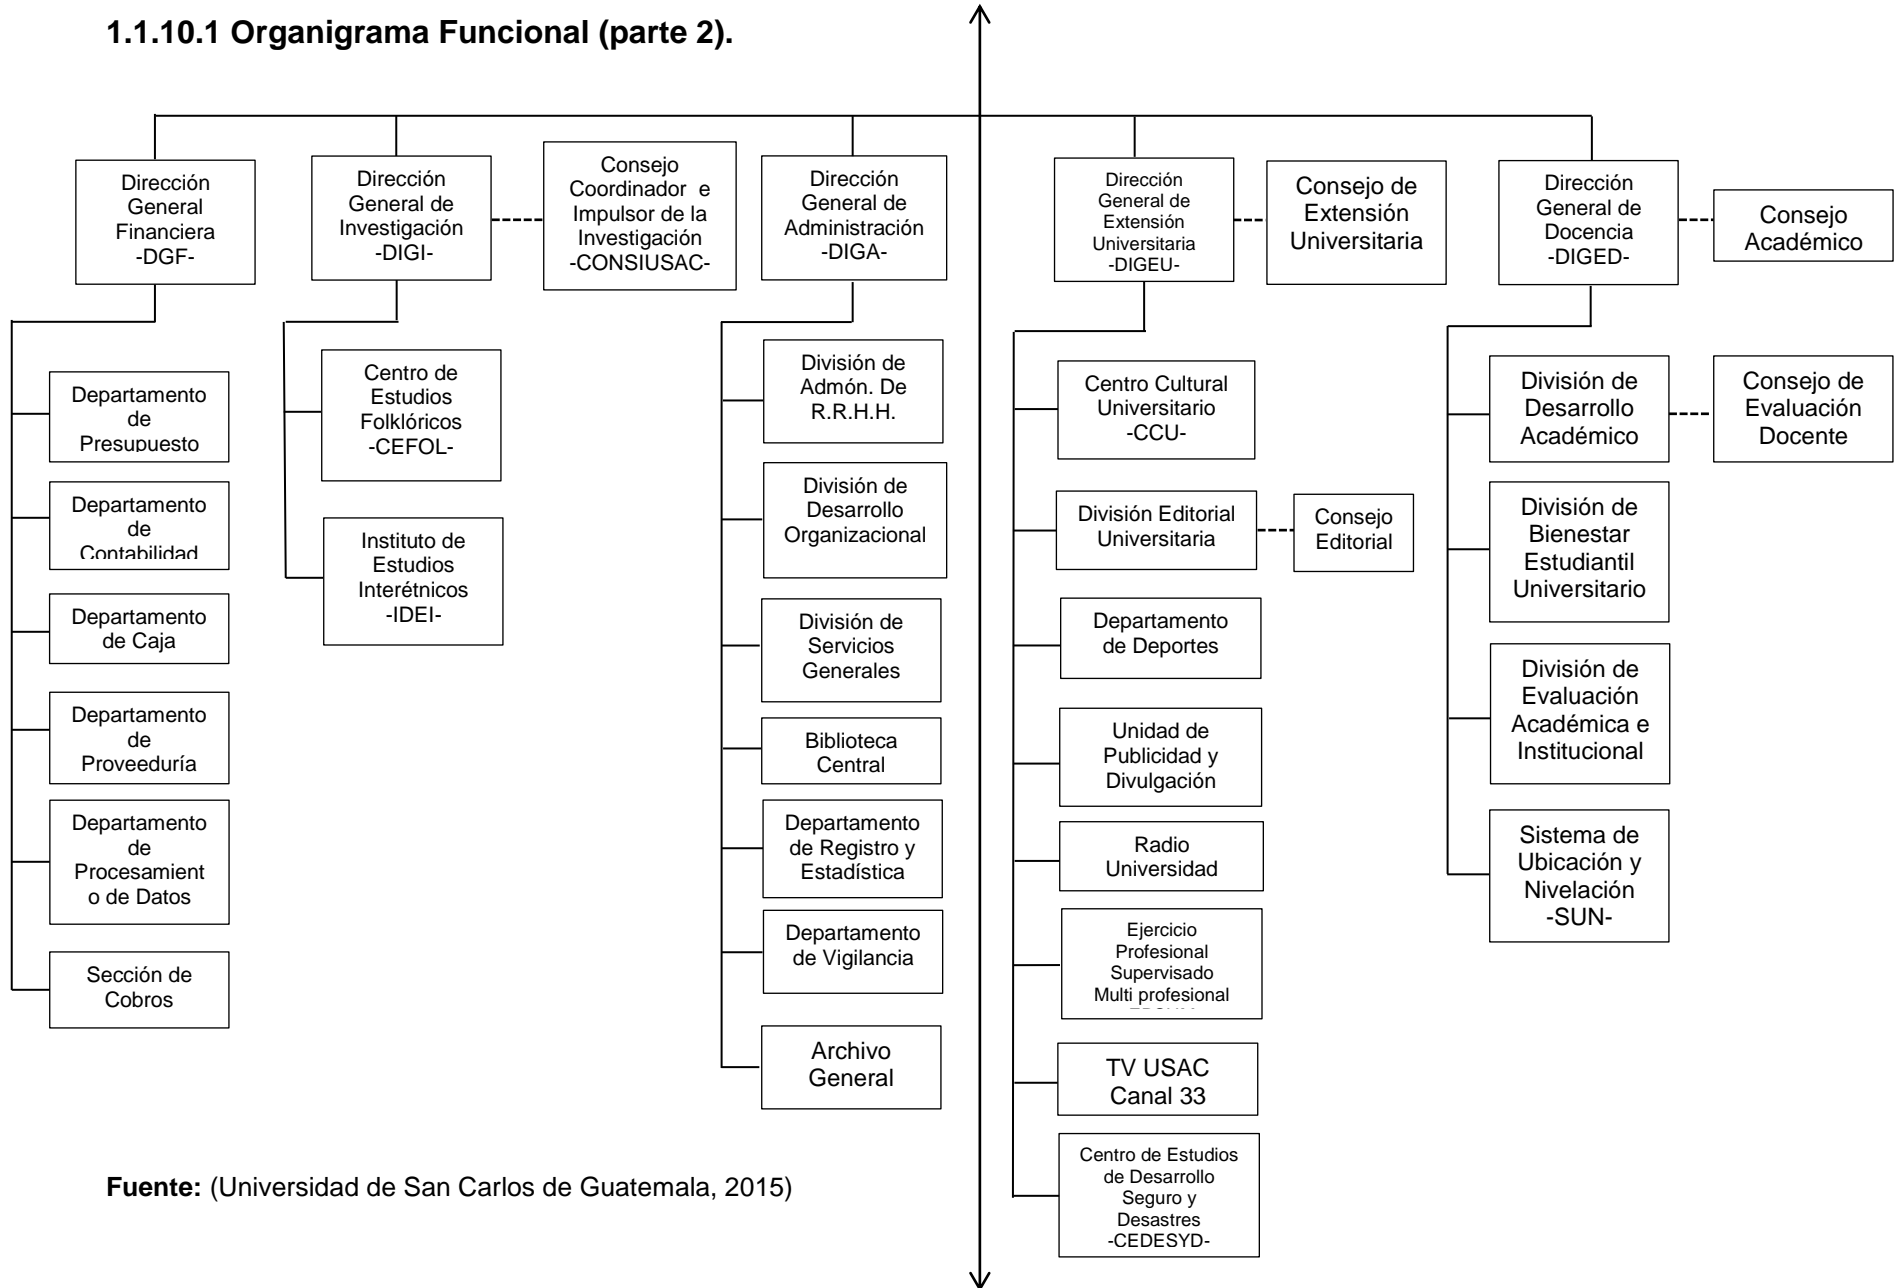 1.1.10.1 Organigrama Funcional (parte 2).
Dirección
General
Financiera
-DGF-
Dirección
General de
Investigación
-DIGI-
Consejo
Coordinador e
Impulsor de la
Investigación
-CONSIUSAC-
Dirección
General de
Administración
-DIGA-
Dirección
General de
Extensión
Universitaria
-DIGEU-
Consejo de
Extensión
Universitaria
Dirección
General de
Docencia
-DIGED-
Consejo
Académico
Departamento
de
Presupuesto
Departamento
de
Contabilidad
Departamento
de Caja
Departamento
de
Proveeduría
Departamento
de
Procesamient
o de Datos
Sección de
Cobros
Centro de
Estudios
Folklóricos
-CEFOL-
Instituto de
Estudios
Interétnicos
-IDEI-
División de
Admón. De
R.R.H.H.
División de
Desarrollo
Organizacional
División de
Servicios
Generales
Biblioteca
Central
Departamento
de Registro y
Estadística
Departamento
de Vigilancia
Archivo
General
Centro Cultural
Universitario
-CCU-
División Editorial
Universitaria
Consejo
Editorial
Departamento
de Deportes
Unidad de
Publicidad y
Divulgación
Radio
Universidad
Ejercicio
Profesional
Supervisado
Multi profesional
TV USAC
Canal 33
Centro de Estudios
de Desarrollo
Seguro y
Desastres
-CEDESYD-
División de
Desarrollo
Académico
Consejo de
Evaluación
Docente
División de
Bienestar
Estudiantil
Universitario
División de
Evaluación
Académica e
Institucional
Sistema de
Ubicación y
Nivelación
-SUN-
Fuente: (Universidad de San Carlos de Guatemala, 2015)